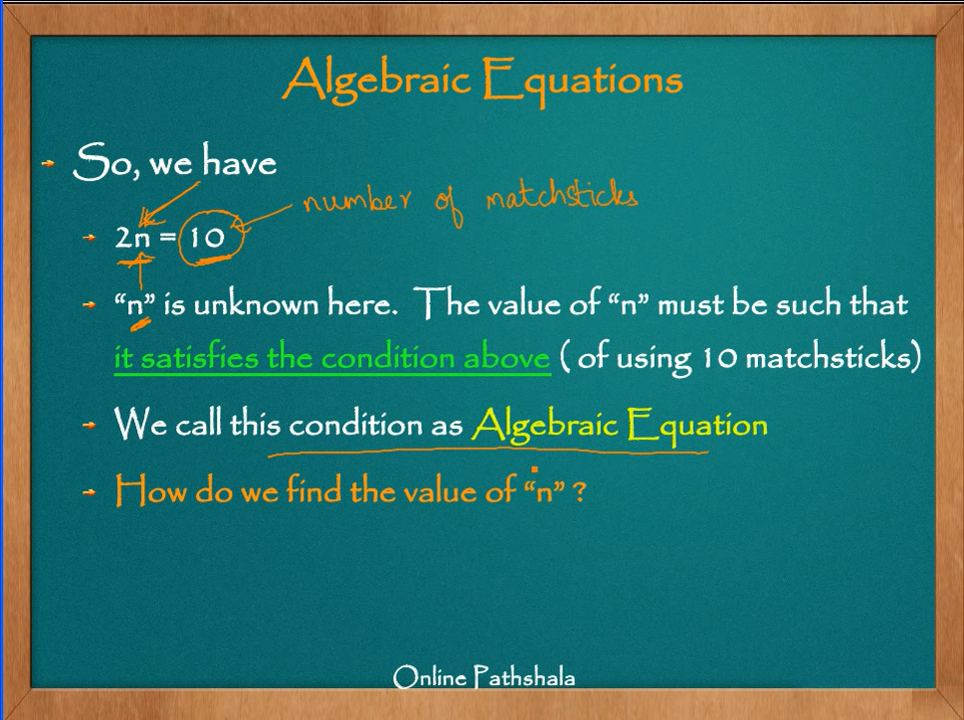 Algebraic Equations
So, we have
number of matchsticks
2n = 10
“n” is unknown here. The value of “n” must be such that
it satisfies the condition above ( of using 10 matchsticks)
We call this condition as Algebraic Equation
How do we find the value of “n” ?
Online Pathshala